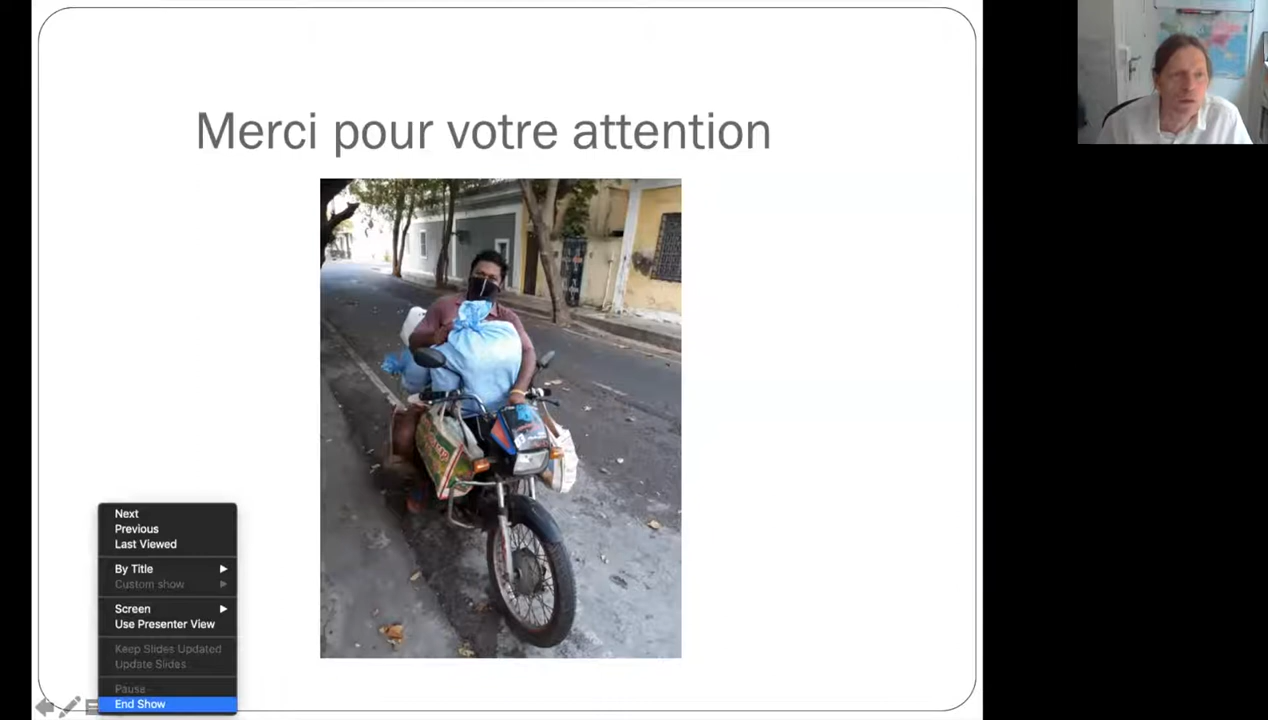 Merci pour votre attention
Next
Previous
Last Viewed
By Title
Custom show
Screen
Use Presenter View
Keep Slides Updated
Update Slides
Pause
End Show